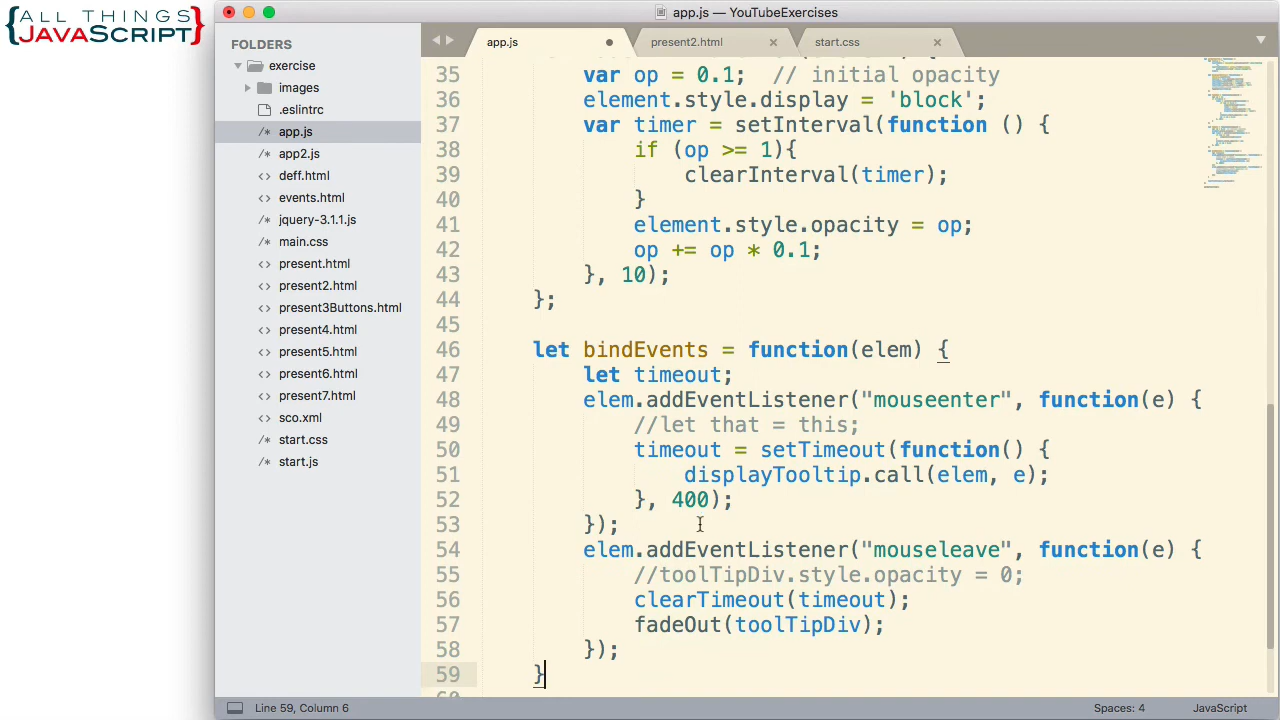 ALL THINGS
JAVASCRIPT
app.js — YouTubeExercises
FOLDERS
exercise
images
.eslintrc
app.js
app2.js
deff.html
events.html
jquery-3.1.1.js
main.css
present.html
present2.html
present3Buttons.html
present4.html
present5.html
present6.html
present7.html
sco.xml
start.css
start.js
app.js
present2.html
start.css
35 var op = 0.1;  // initial opacity
36 element.style.display = 'block';
37 var timer = setInterval(function () {
38 if (op >= 1){
39 clearInterval(timer);
40 }
41 element.style.opacity = op;
42 op += op * 0.1;
43 }, 10);
44 };
45
46 let bindEvents = function(elem) {
47 let timeout;
48 elem.addEventListener("mouseenter", function(e) {
49 //let that = this;
50 timeout = setTimeout(function() {
51 displayTooltip.call(elem, e);
52 }, 400);
53 });
54 elem.addEventListener("mouseleave", function(e) {
55 //toolTipDiv.style.opacity = 0;
56 clearTimeout(timeout);
57 fadeOut(toolTipDiv);
58 });
59 }
Line 59, Column 6
Spaces: 4
JavaScript